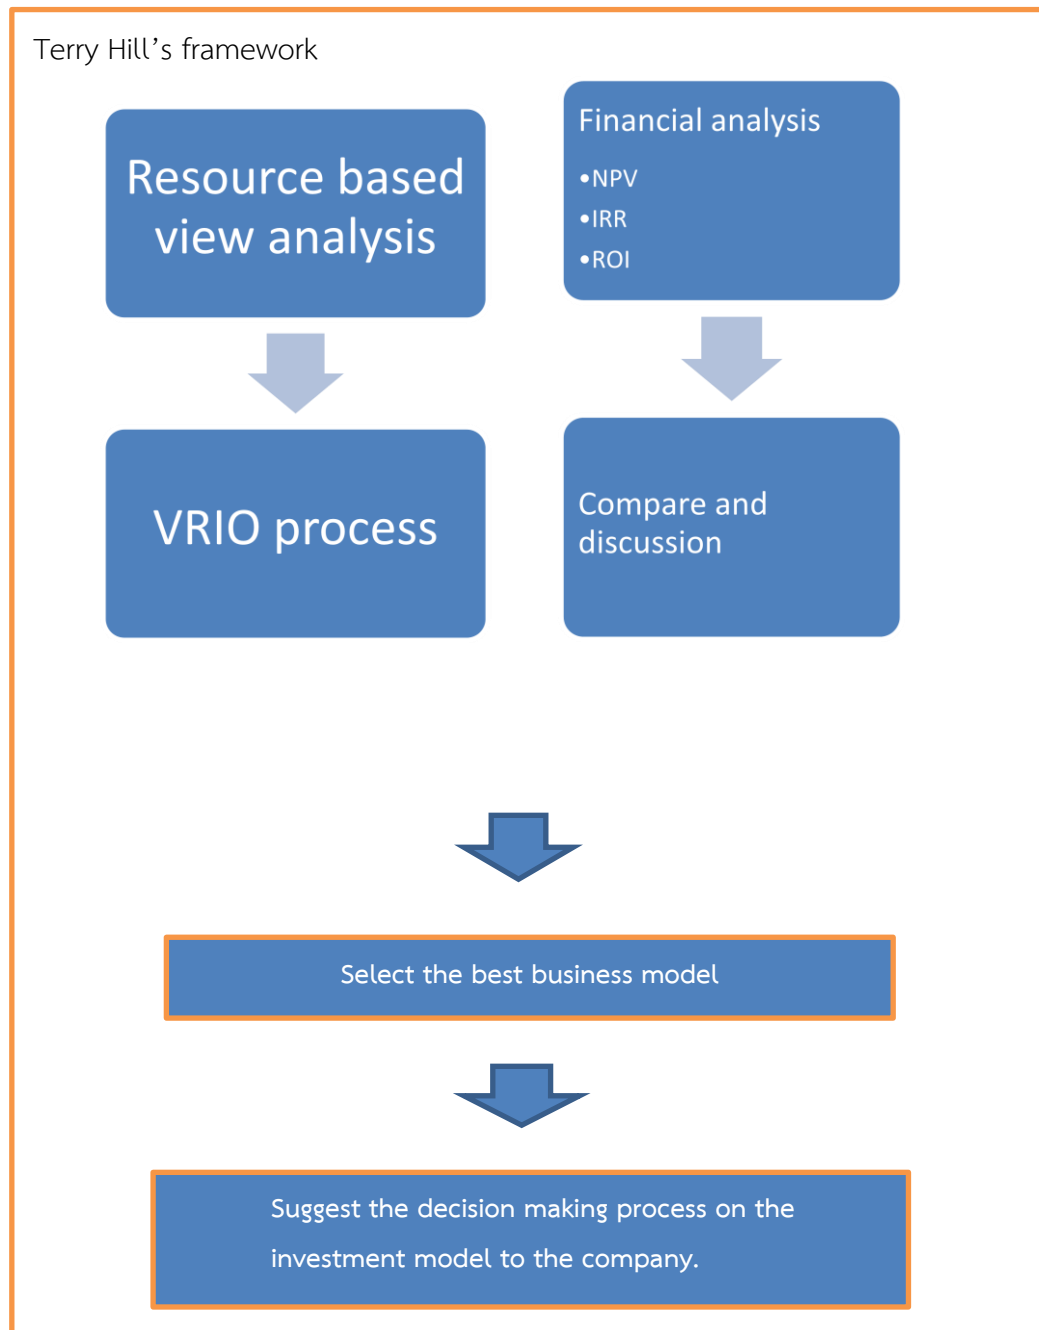 Terry Hill’s framework
Resource based
view analysis
VRIO process
Financial analysis
•NPV
•IRR
•ROI
Compare and
discussion
Select the best business model
Suggest the decision making process on the
investment model to the company.